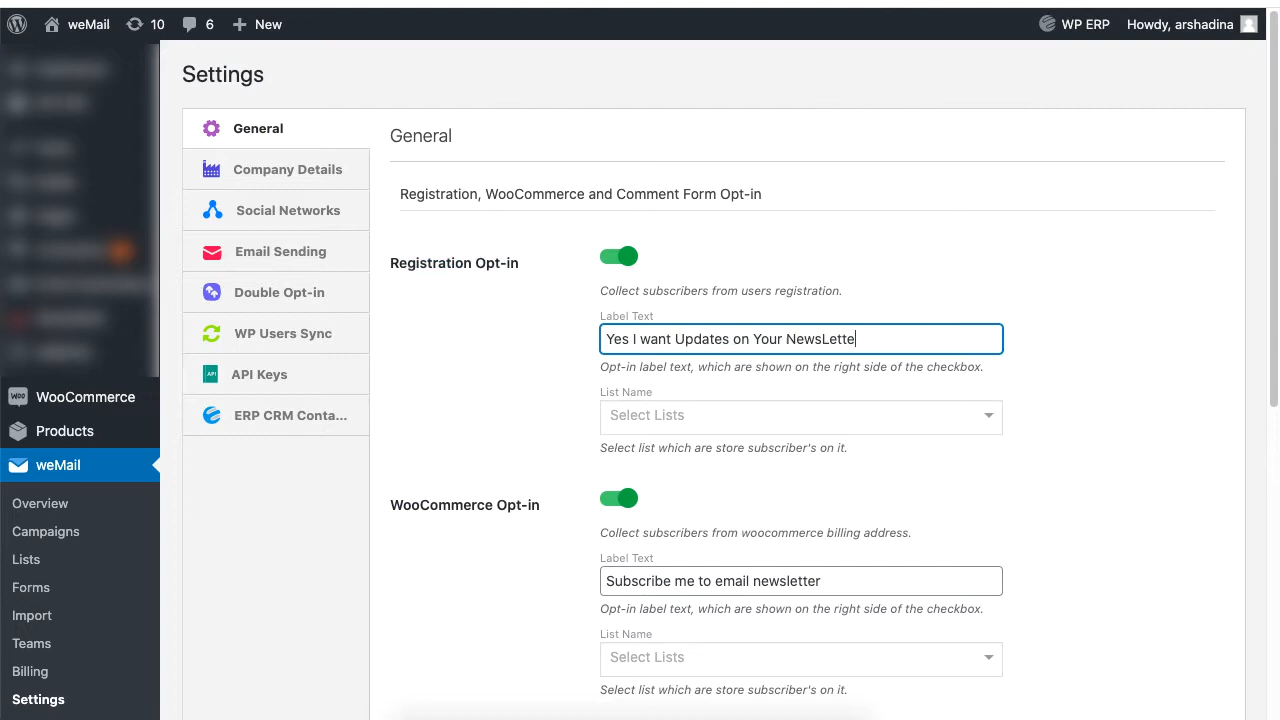 weMail 10 6 New WP ERP Howdy, arshadina
Settings
General
Company Details
Social Networks
Email Sending
Double Opt-in
WP Users Sync
API Keys
ERP CRM Conta...
General
Registration, WooCommerce and Comment Form Opt-in
Registration Opt-in
Collect subscribers from users registration.
Label Text
Yes I want Updates on Your NewsLette
Opt-in label text, which are shown on the right side of the checkbox.
List Name
Select Lists
Select list which are store subscriber's on it.
WooCommerce Opt-in
Collect subscribers from woocommerce billing address.
Label Text
Subscribe me to email newsletter
Opt-in label text, which are shown on the right side of the checkbox.
List Name
Select Lists
Select list which are store subscriber's on it.
WooCommerce
Products
weMail
Overview
Campaigns
Lists
Forms
Import
Teams
Billing
Settings